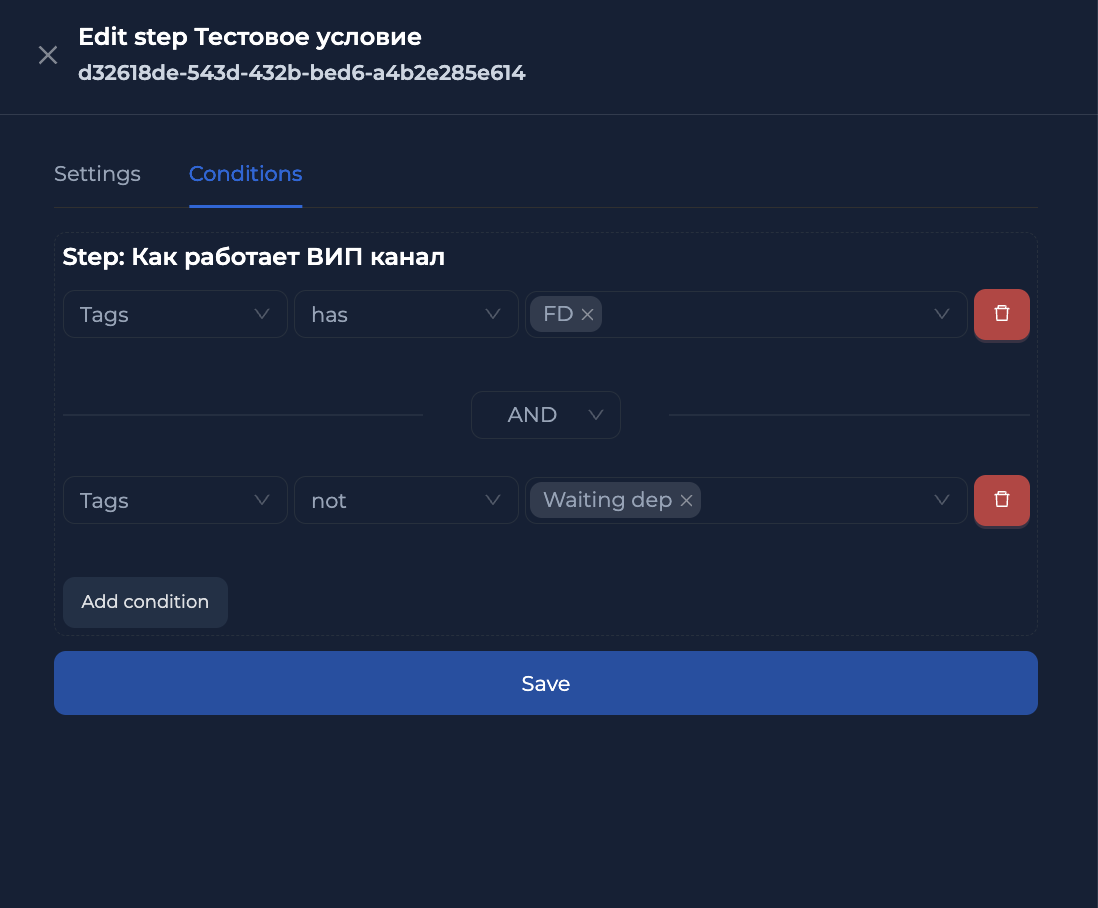 Edit step Тестовое условие
d32618de-543d-432b-bed6-a4b2e285e614
Settings Conditions
Step: Как работает ВИП канал
Tags has FD
AND
Tags not Waiting dep
Add condition
Save